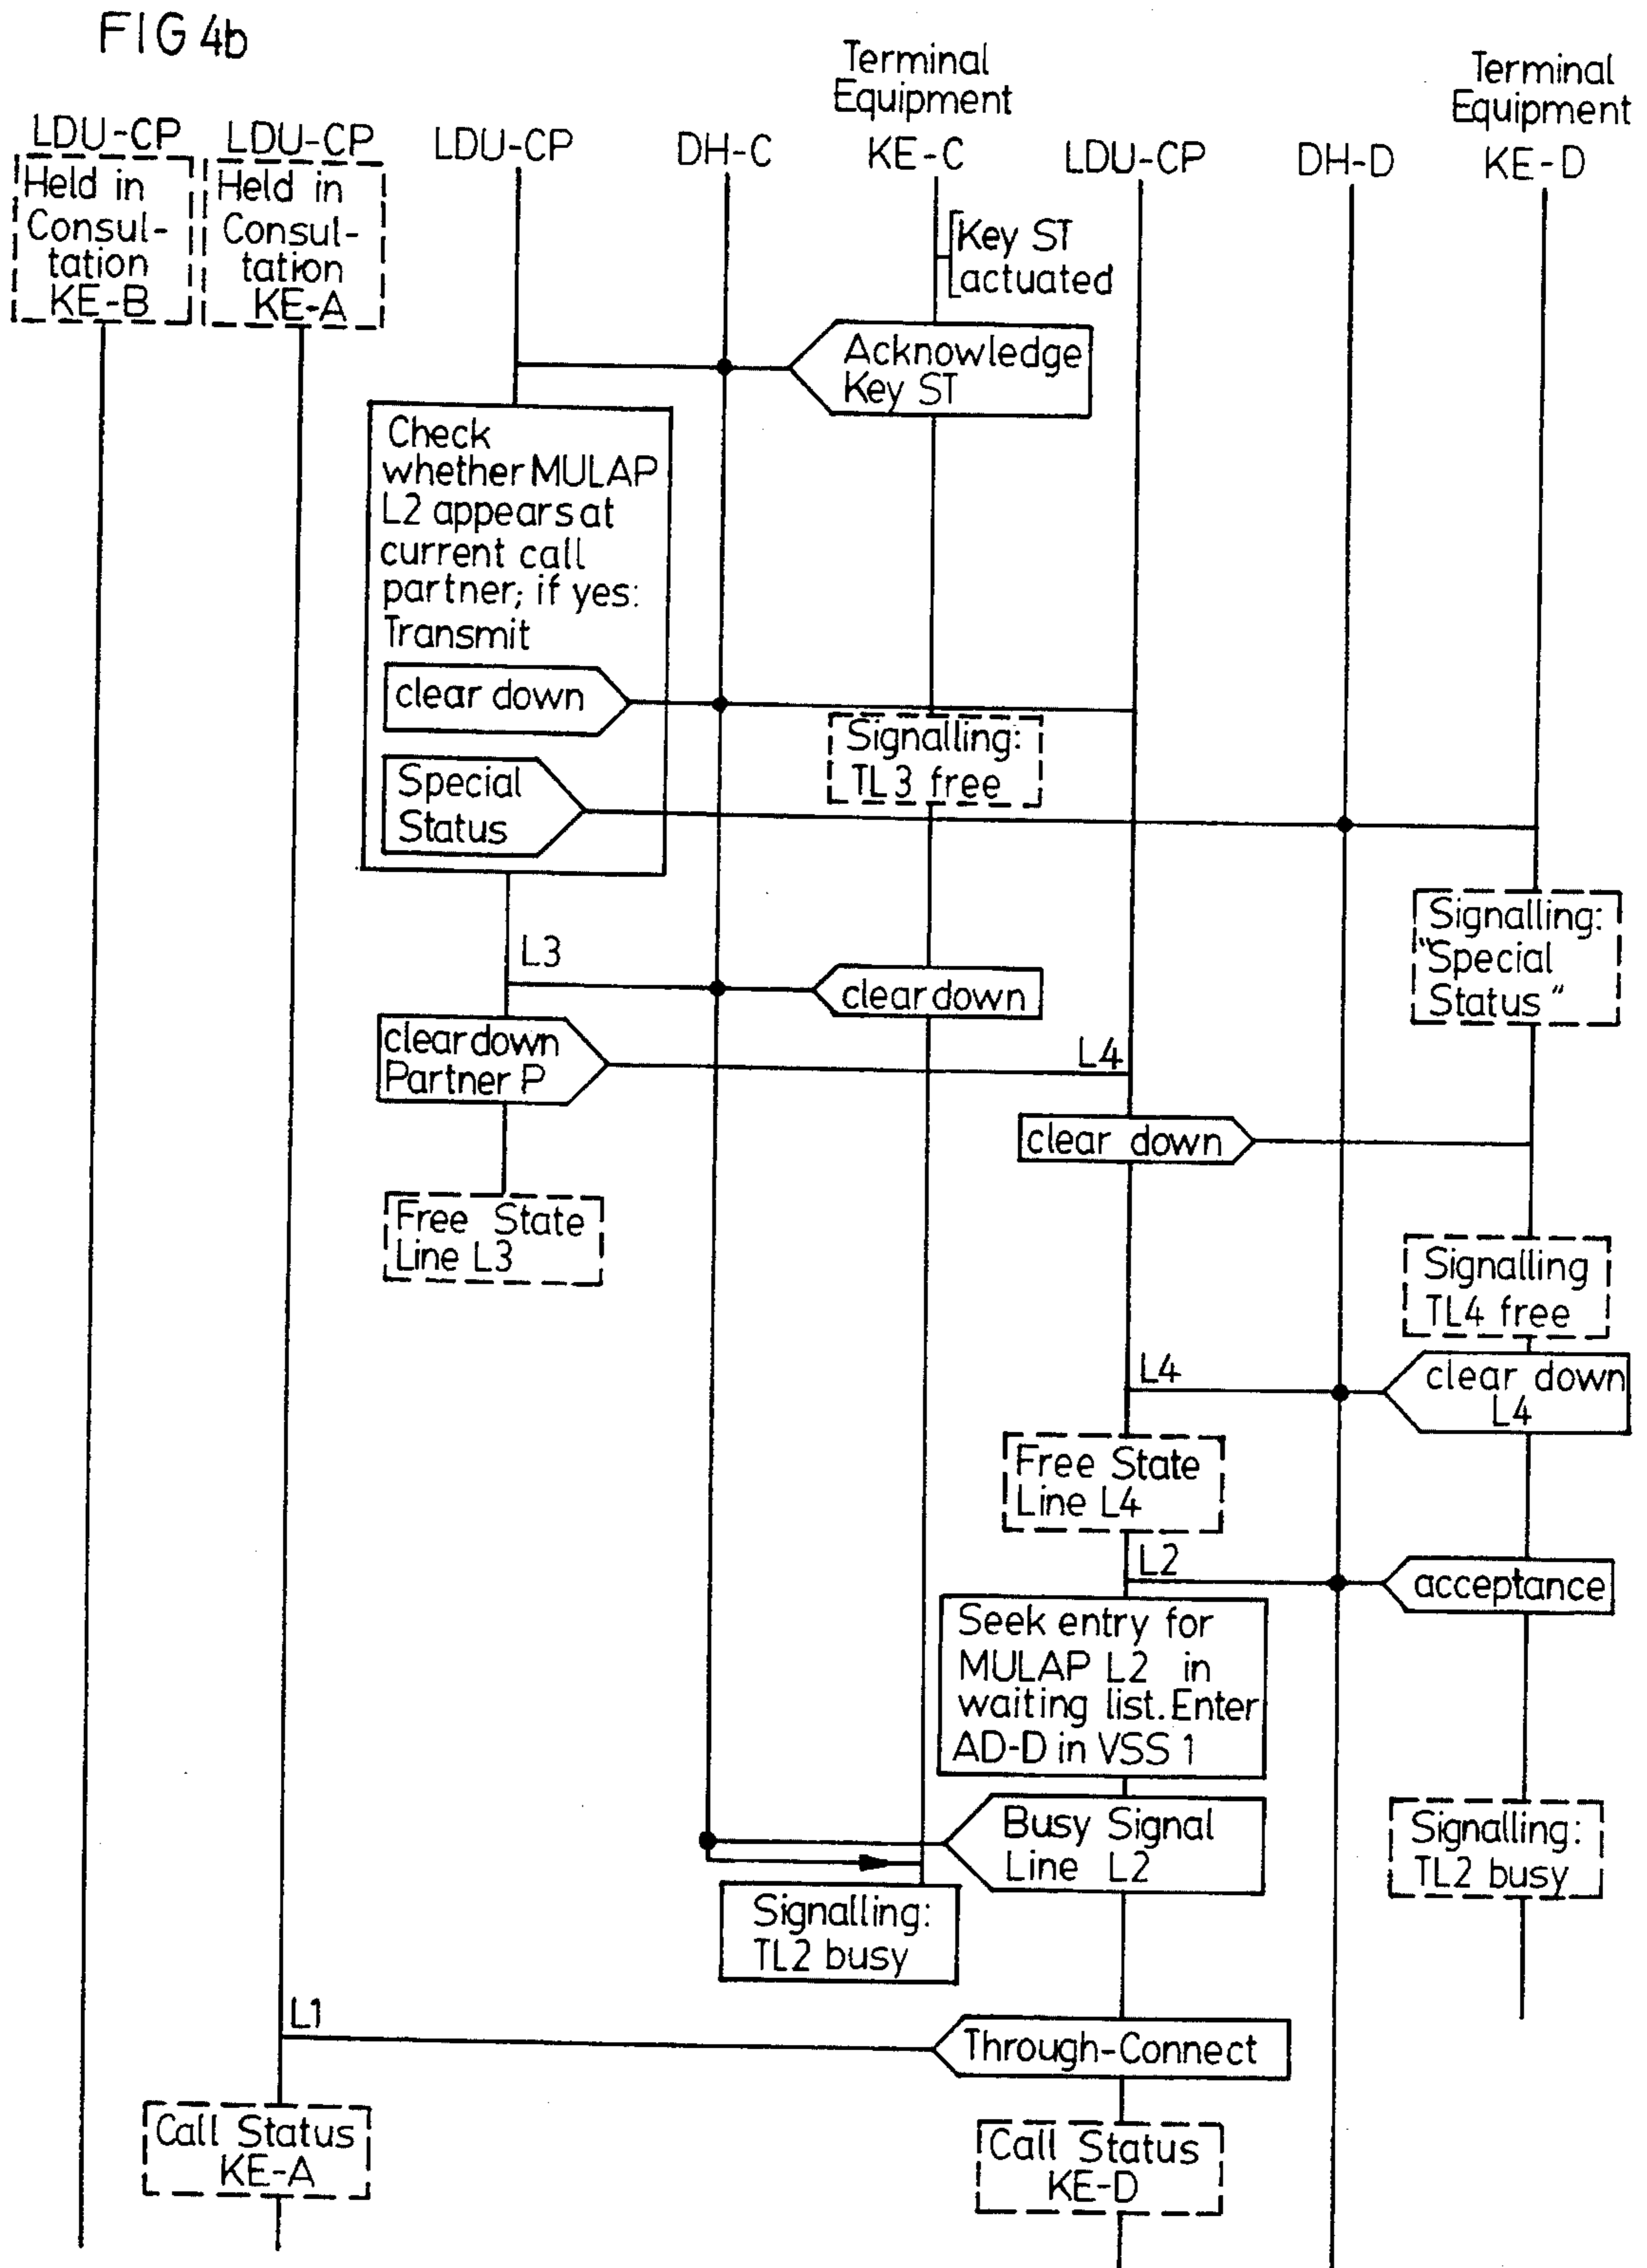 FIG 4b
LDU-CP
Held in
Consul-
tation
KE-B
LDU-CP
Held in
Consul-
tation
KE-A
LDU-CP
DH-C
Terminal
Equipment
KE-C
LDU-CP
DH-D
Terminal
Equipment
KE-D
Key ST
actuated
Acknowledge
Key ST
Check
whether MULAP
L2 appears at
current call
partner; if yes:
Transmit
clear down
Signalling:
TL3 free
Special
Status
Signalling:
"Special
Status"
L3
clear down
clear down
Partner P
L4
clear down
Free State
Line L3
Signalling
TL4 free
L4
clear down
L4
Free State
Line L4
L2
acceptance
Seek entry for
MULAP L2 in
waiting list. Enter
AD-D in VSS 1
Busy Signal
Line L2
Signalling:
TL2 busy
Signalling:
TL2 busy
L1
Through-Connect
Call Status
KE-A
Call Status
KE-D